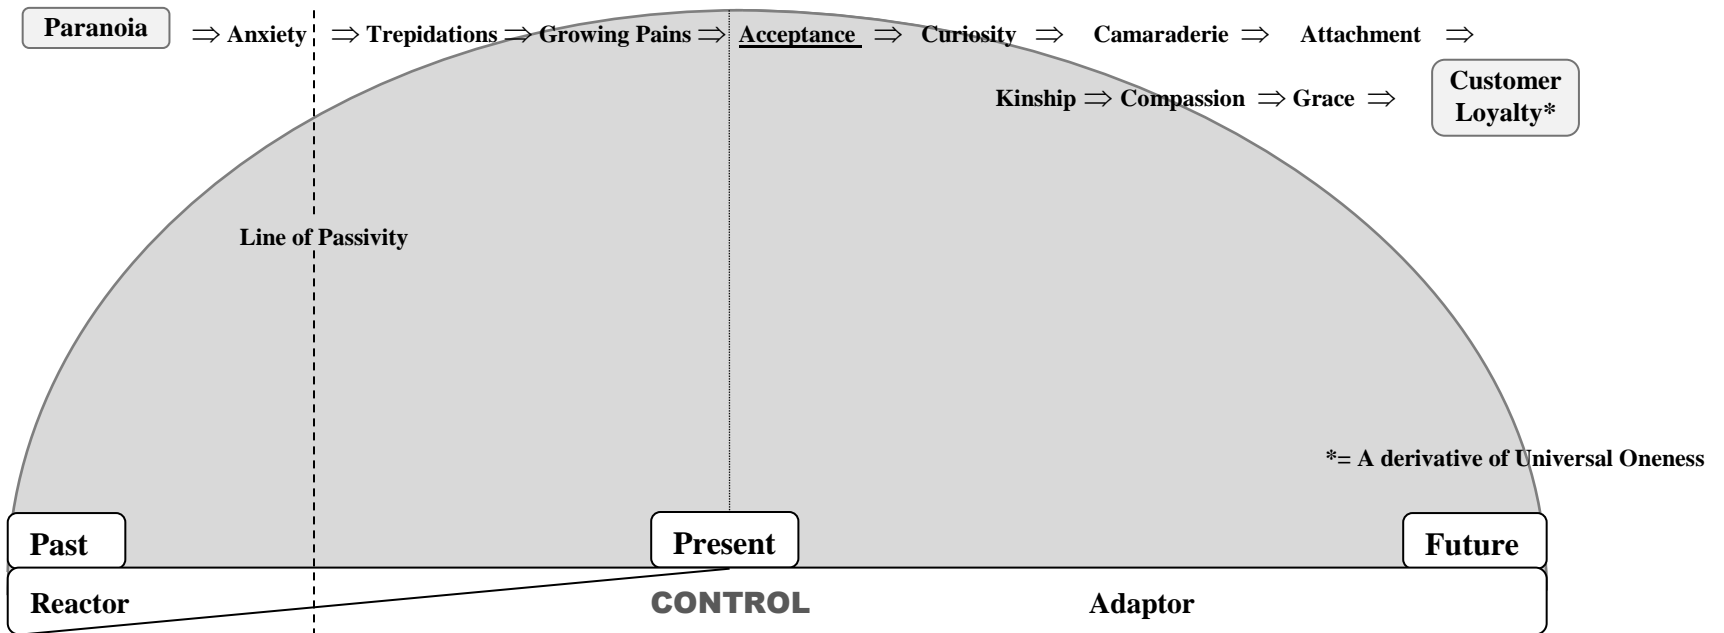 Paranoia ⇒ Anxiety ⇒ Trepidations ⇒ Growing Pains ⇒ Acceptance ⇒ Curiosity ⇒ Camaraderie ⇒ Attachment ⇒
Kinship ⇒ Compassion ⇒ Grace ⇒ Customer
Loyalty*
Line of Passivity
*= A derivative of Universal Oneness
Past Present Future
Reactor CONTROL Adaptor